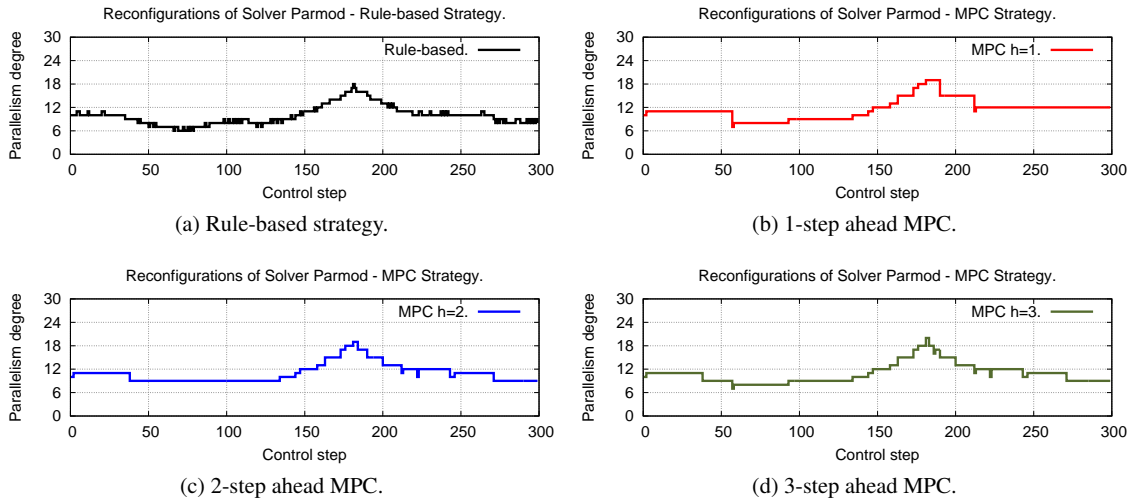 Reconfigurations of Solver Parmod - Rule-based Strategy.
Parallelism degree
30
24
18
12
6
0
Rule-based.
0 50 100 150 200 250 300
Control step
(a) Rule-based strategy.
Reconfigurations of Solver Parmod - MPC Strategy.
Parallelism degree
30
24
18
12
6
0
MPC h=1.
0 50 100 150 200 250 300
Control step
(b) 1-step ahead MPC.
Reconfigurations of Solver Parmod - MPC Strategy.
Parallelism degree
30
24
18
12
6
0
MPC h=2.
0 50 100 150 200 250 300
Control step
(c) 2-step ahead MPC.
Reconfigurations of Solver Parmod - MPC Strategy.
Parallelism degree
30
24
18
12
6
0
MPC h=3.
0 50 100 150 200 250 300
Control step
(d) 3-step ahead MPC.